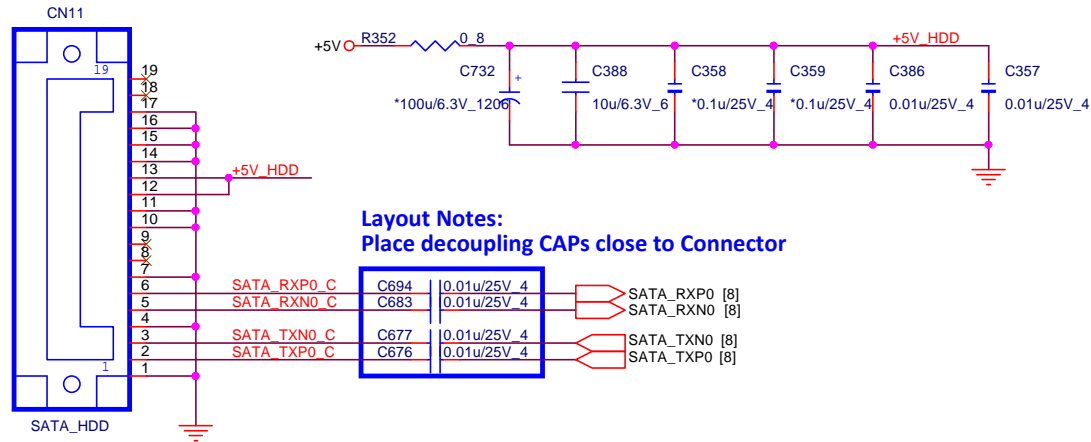 CN11
19
19
18
17
16
15
14
13
12
11
10
9
8
7
6
5
4
3
2
1
1
SATA_HDD
+5V_HDD
+5V
R352
0_8
+5V_HDD
C732
+
*100u/6.3V_1206
C388
10u/6.3V_6
C358
*0.1u/25V_4
C359
*0.1u/25V_4
C386
0.01u/25V_4
C357
0.01u/25V_4
Layout Notes:
Place decoupling CAPs close to Connector
SATA_RXP0_C
C694
0.01u/25V_4
SATA_RXP0 [8]
SATA_RXN0_C
C683
0.01u/25V_4
SATA_RXN0 [8]
SATA_TXN0_C
C677
0.01u/25V_4
SATA_TXN0 [8]
SATA_TXP0_C
C676
0.01u/25V_4
SATA_TXP0 [8]